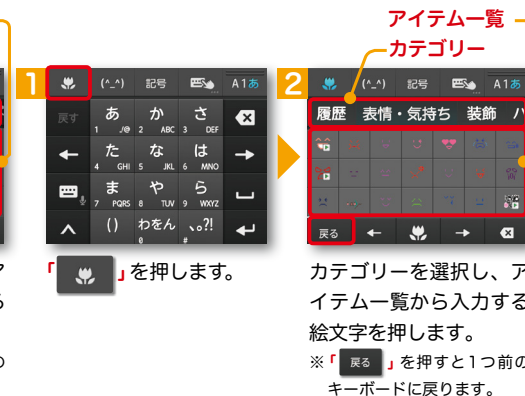 アイテム一覧
カテゴリー
1
(^_^) 記号 A1あ
戻す あ か さ
1 .!@ 2 ABC 3 DEF
た な は
4 GHI 5 JKL 6 MNO
ま や ら
7 PQRS 8 TUV 9 WXYZ
() わをん ､｡?!
0 #
「 」を押します。
2
(^_^) 記号 A1あ
履歴 表情・気持ち 装飾
戻る
カテゴリーを選択し、ア
イテム一覧から入力する
絵文字を押します。
※「 戻る 」を押すと1つ前の
キーボードに戻ります。